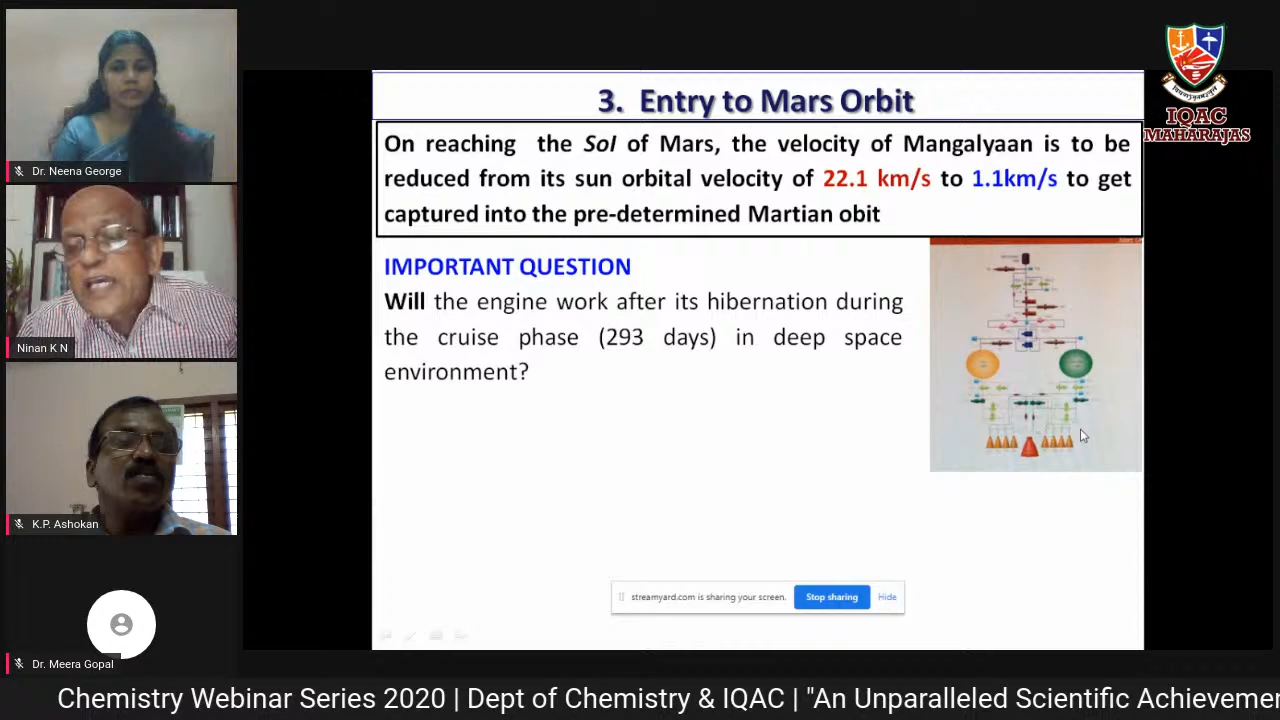 3. Entry to Mars Orbit
On reaching the SoI of Mars, the velocity of Mangalyaan is to be
reduced from its sun orbital velocity of 22.1 km/s to 1.1km/s to get
captured into the pre-determined Martian obit
IMPORTANT QUESTION
Will the engine work after its hibernation during
the cruise phase (293 days) in deep space
environment?
streamyard.com is sharing your screen.
Stop sharing
Hide
Dr. Neena George
Ninan K N
K.P. Ashokan
Dr. Meera Gopal
IQAC
MAHARAJAS
Chemistry Webinar Series 2020 | Dept of Chemistry & IQAC | "An Unparalleled Scientific Achievemen